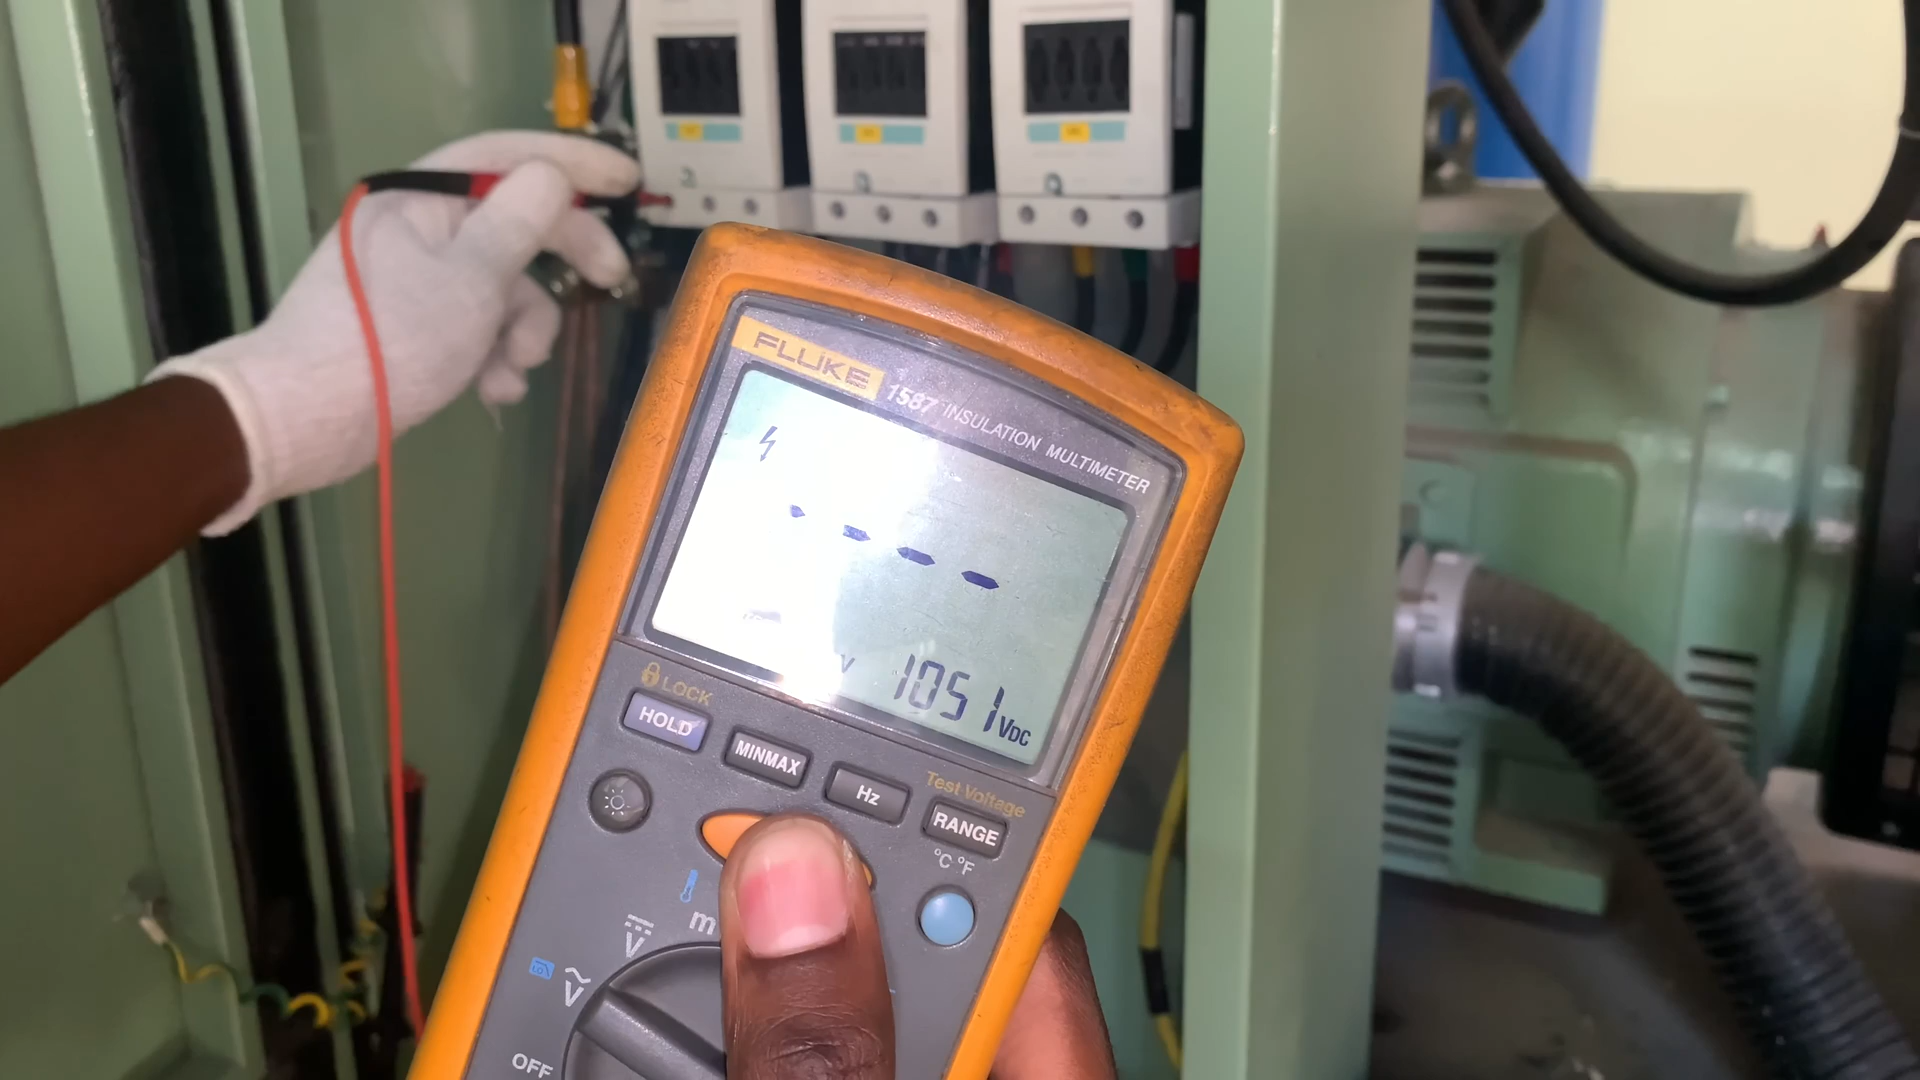 FLUKE
1587 INSULATION MULTIMETER
- - - -
V 1051 VDC
LOCK
HOLD
MINMAX
Hz
Test Voltage
RANGE
°C °F
m
V
V
OFF